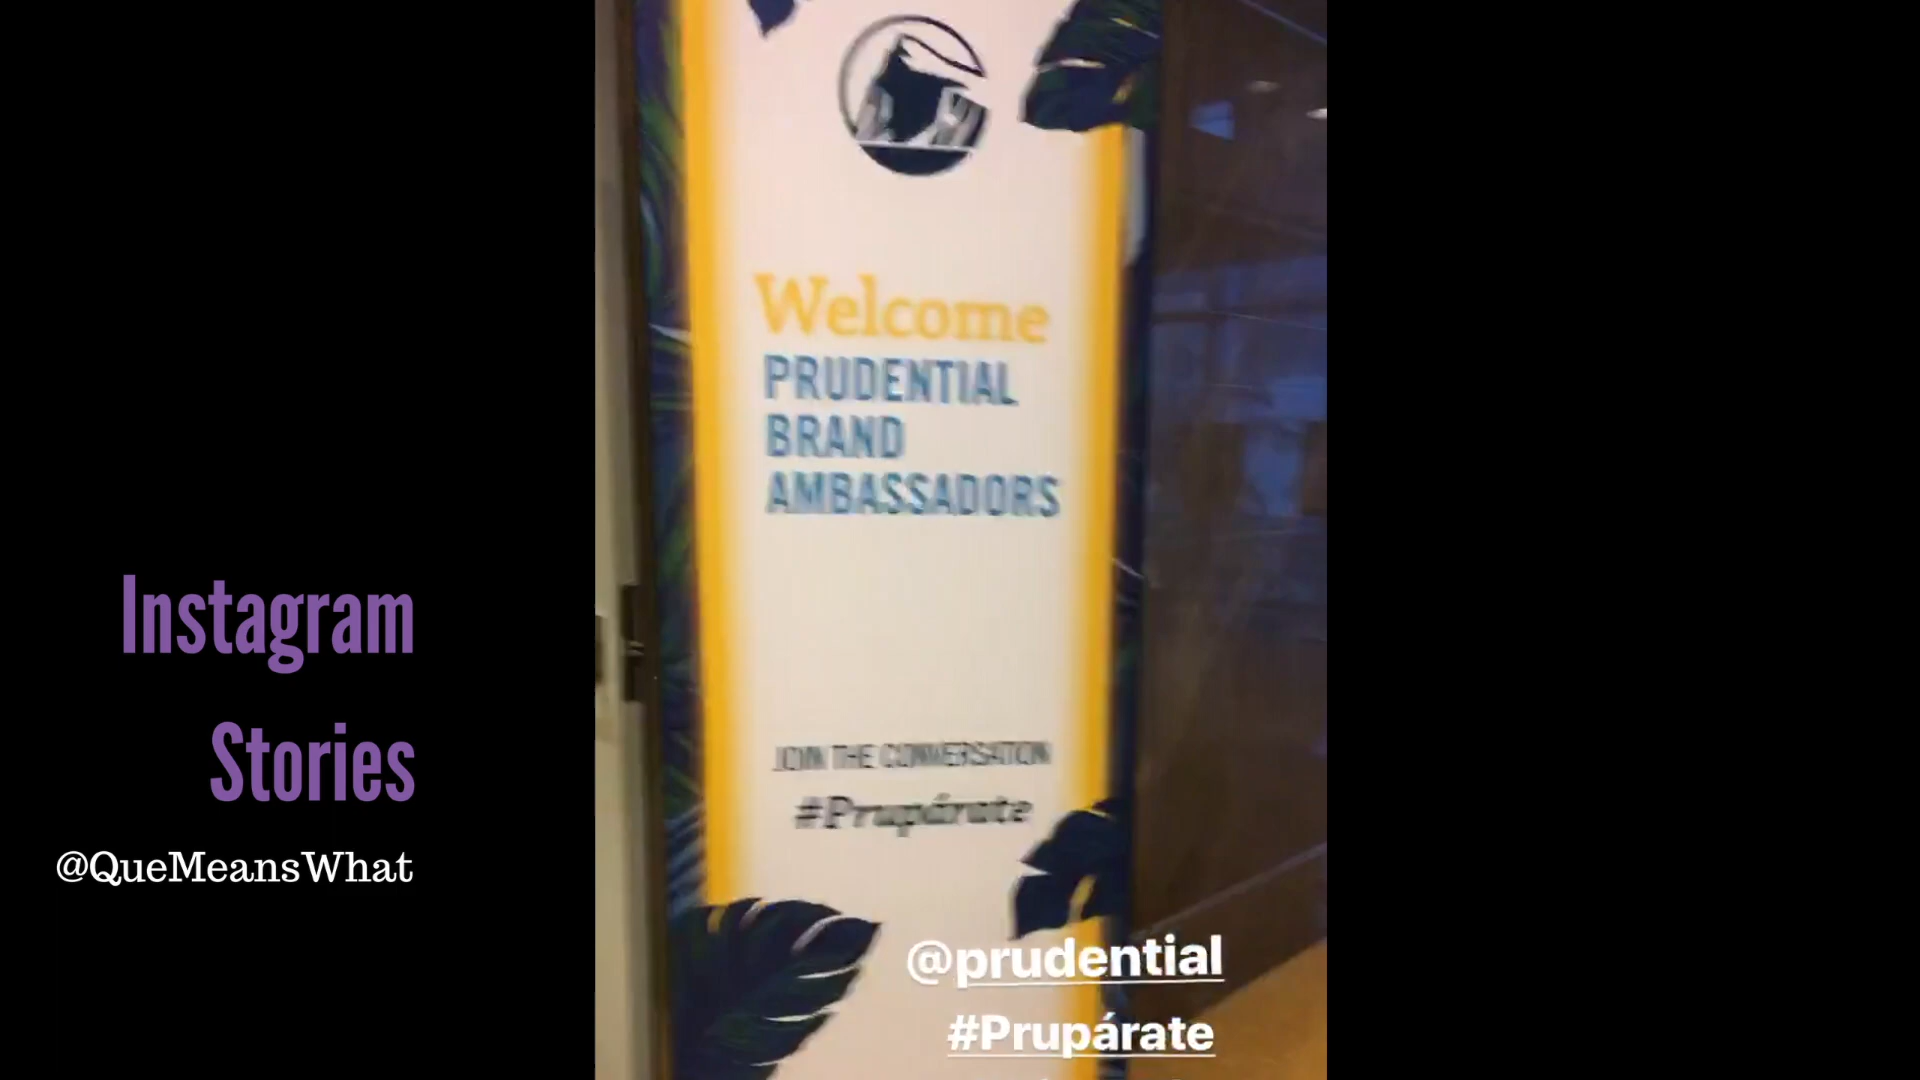 Instagram
Stories
@QueMeansWhat
Welcome
PRUDENTIAL
BRAND
AMBASSADORS
JOIN THE CONVERSATION
#Prupárate
@prudential
#Prupárate